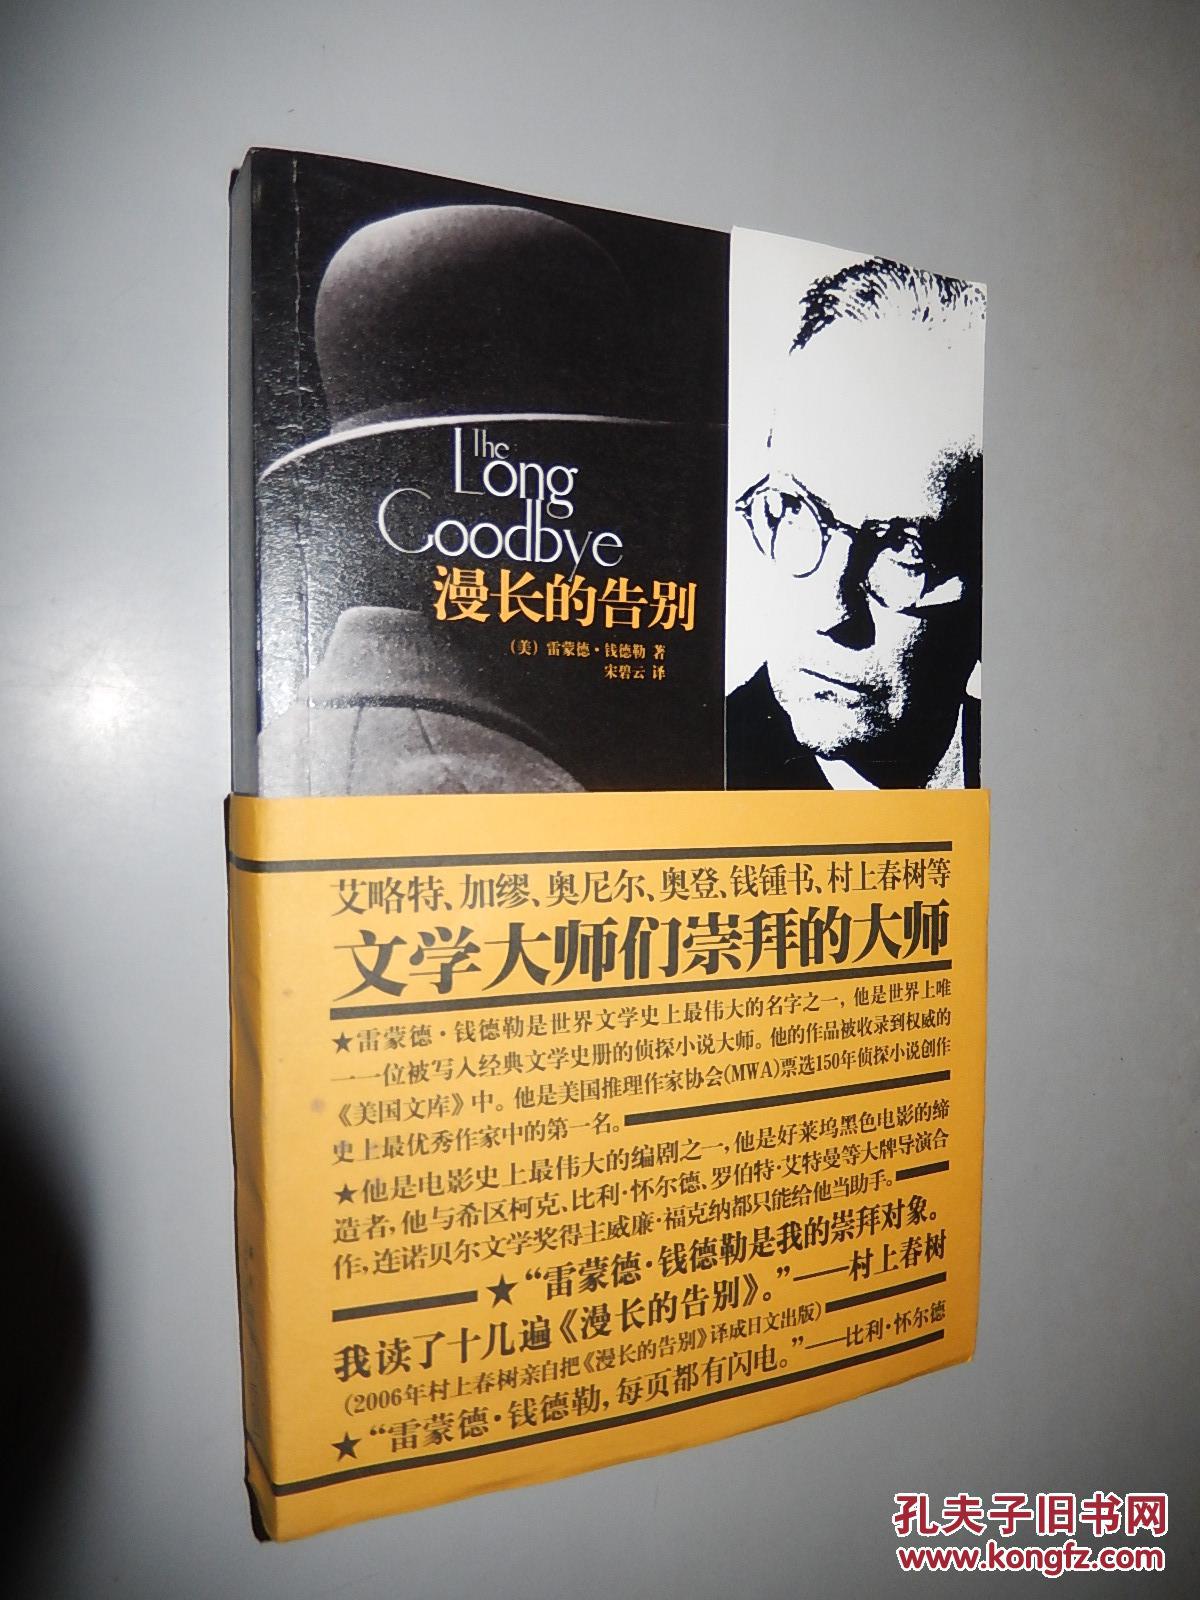 The
Long
Goodbye
漫长的告别
（美）雷蒙德·钱德勒 著
宋碧云 译
艾略特、加缪、奥尼尔、奥登、钱锺书、村上春树等
文学大师们崇拜的大师
★雷蒙德·钱德勒是世界文学史上最伟大的名字之一，他是世界上唯
一一位被写入经典文学史册的侦探小说大师。他的作品被收录到权威的
《美国文库》中。他是美国推理作家协会(MWA)票选150年侦探小说创作
史上最优秀作家中的第一名。
★他是电影史上最伟大的编剧之一，他是好莱坞黑色电影的缔
造者，他与希区柯克、比利·怀尔德、罗伯特·艾特曼等大牌导演合
作，连诺贝尔文学奖得主威廉·福克纳都只能给他当助手。
★“雷蒙德·钱德勒是我的崇拜对象。
我读了十几遍《漫长的告别》。”——村上春树
(2006年村上春树亲自把《漫长的告别》译成日文出版)
★“雷蒙德·钱德勒，每页都有闪电。”——比利·怀尔德
孔夫子旧书网
www.kongfz.com